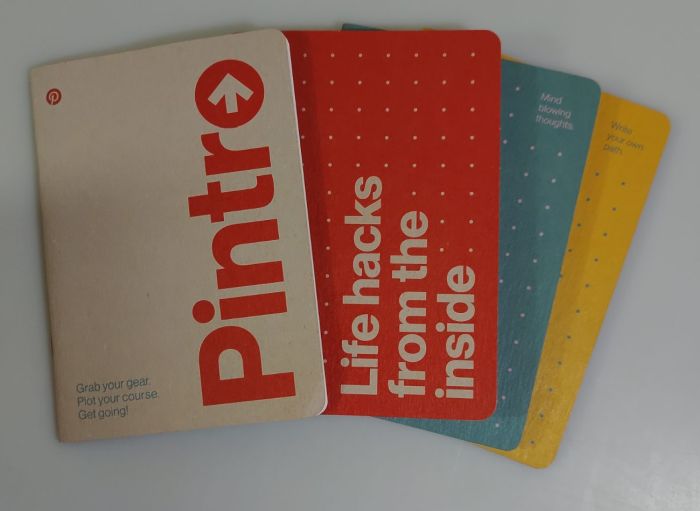 Pintro
Grab your gear.
Plot your course.
Get going!
Life hacks
from the
inside
Mind
blowing
thoughts.
Write
your own
path.